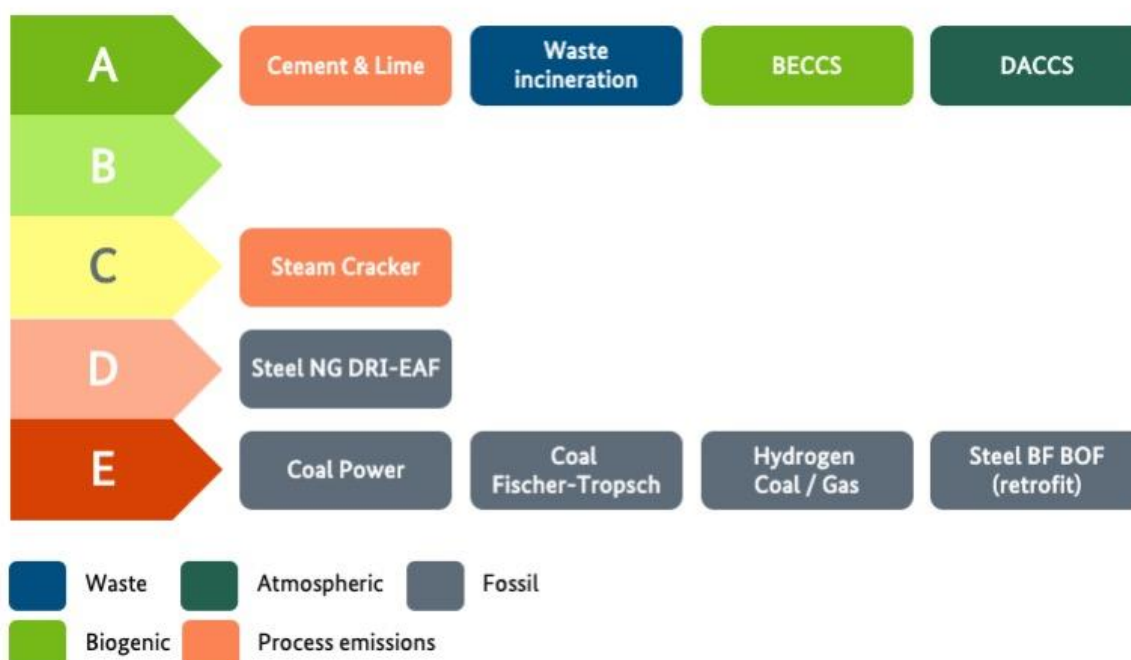 A
Cement & Lime
Waste
incineration
BECCS
DACCS
B
C
Steam Cracker
D
Steel NG DRI-EAF
E
Coal Power
Coal
Fischer-Tropsch
Hydrogen
Coal / Gas
Steel BF BOF
(retrofit)
Waste
Atmospheric
Fossil
Biogenic
Process emissions